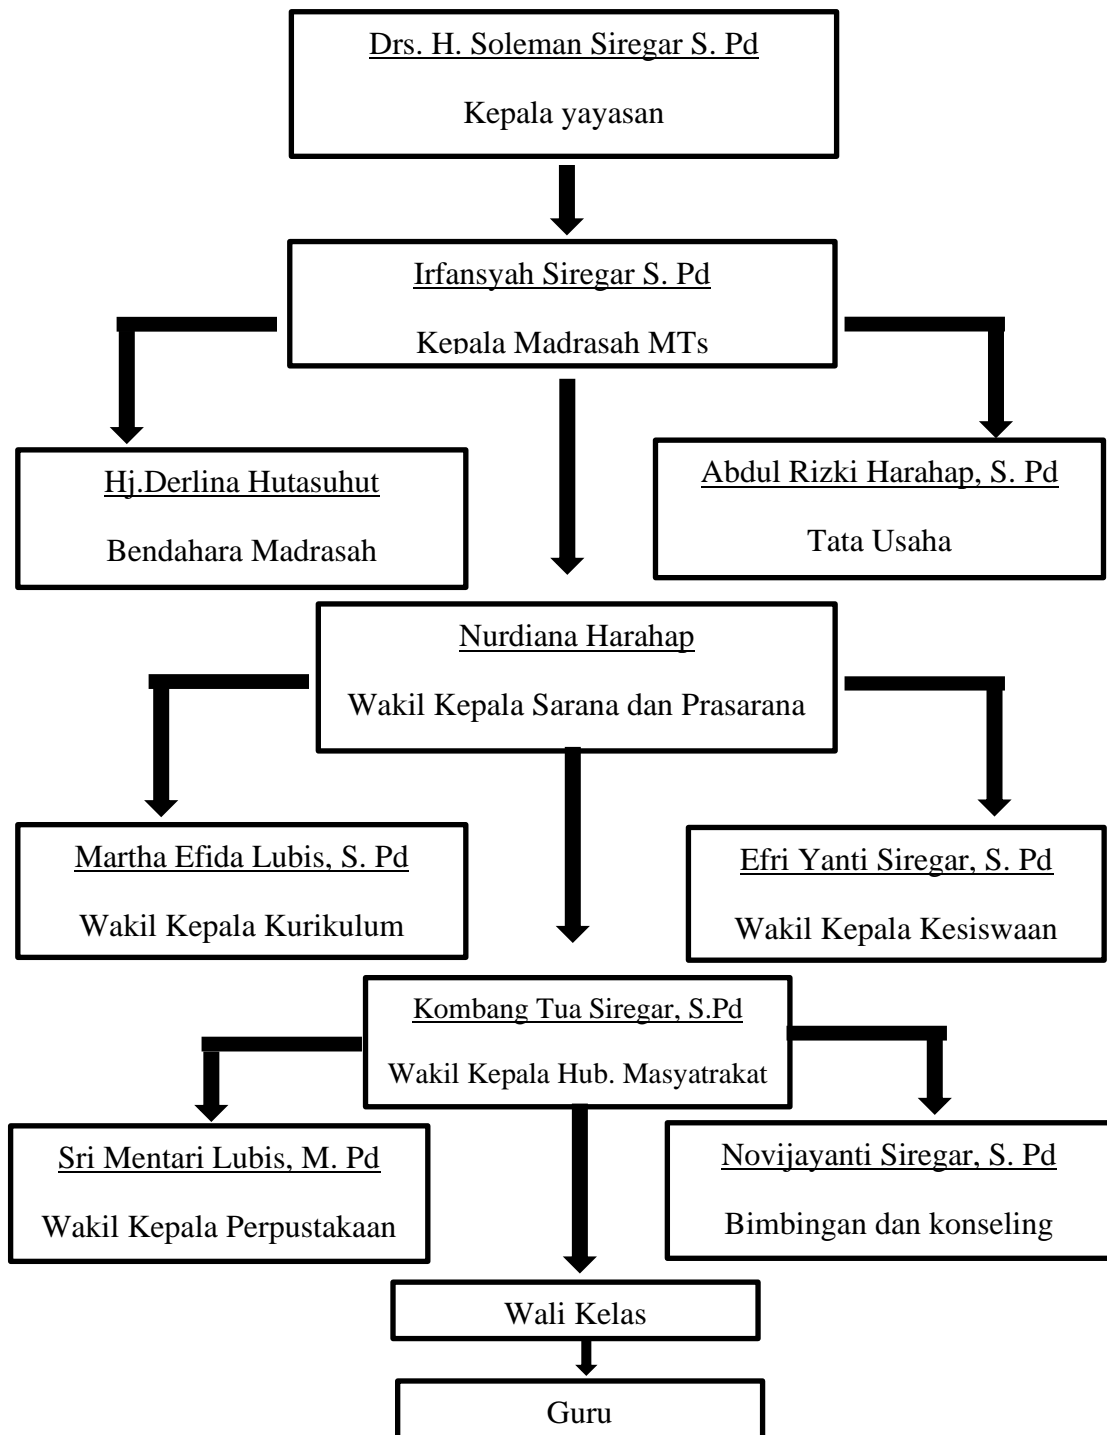 Drs. H. Soleman Siregar S. Pd
Kepala yayasan
Irfansyah Siregar S. Pd
Kepala Madrasah MTs
Hj.Derlina Hutasuhut
Bendahara Madrasah
Abdul Rizki Harahap, S. Pd
Tata Usaha
Nurdiana Harahap
Wakil Kepala Sarana dan Prasarana
Martha Efida Lubis, S. Pd
Wakil Kepala Kurikulum
Efri Yanti Siregar, S. Pd
Wakil Kepala Kesiswaan
Kombang Tua Siregar, S.Pd
Wakil Kepala Hub. Masyatrakat
Sri Mentari Lubis, M. Pd
Wakil Kepala Perpustakaan
Novijayanti Siregar, S. Pd
Bimbingan dan konseling
Wali Kelas
Guru